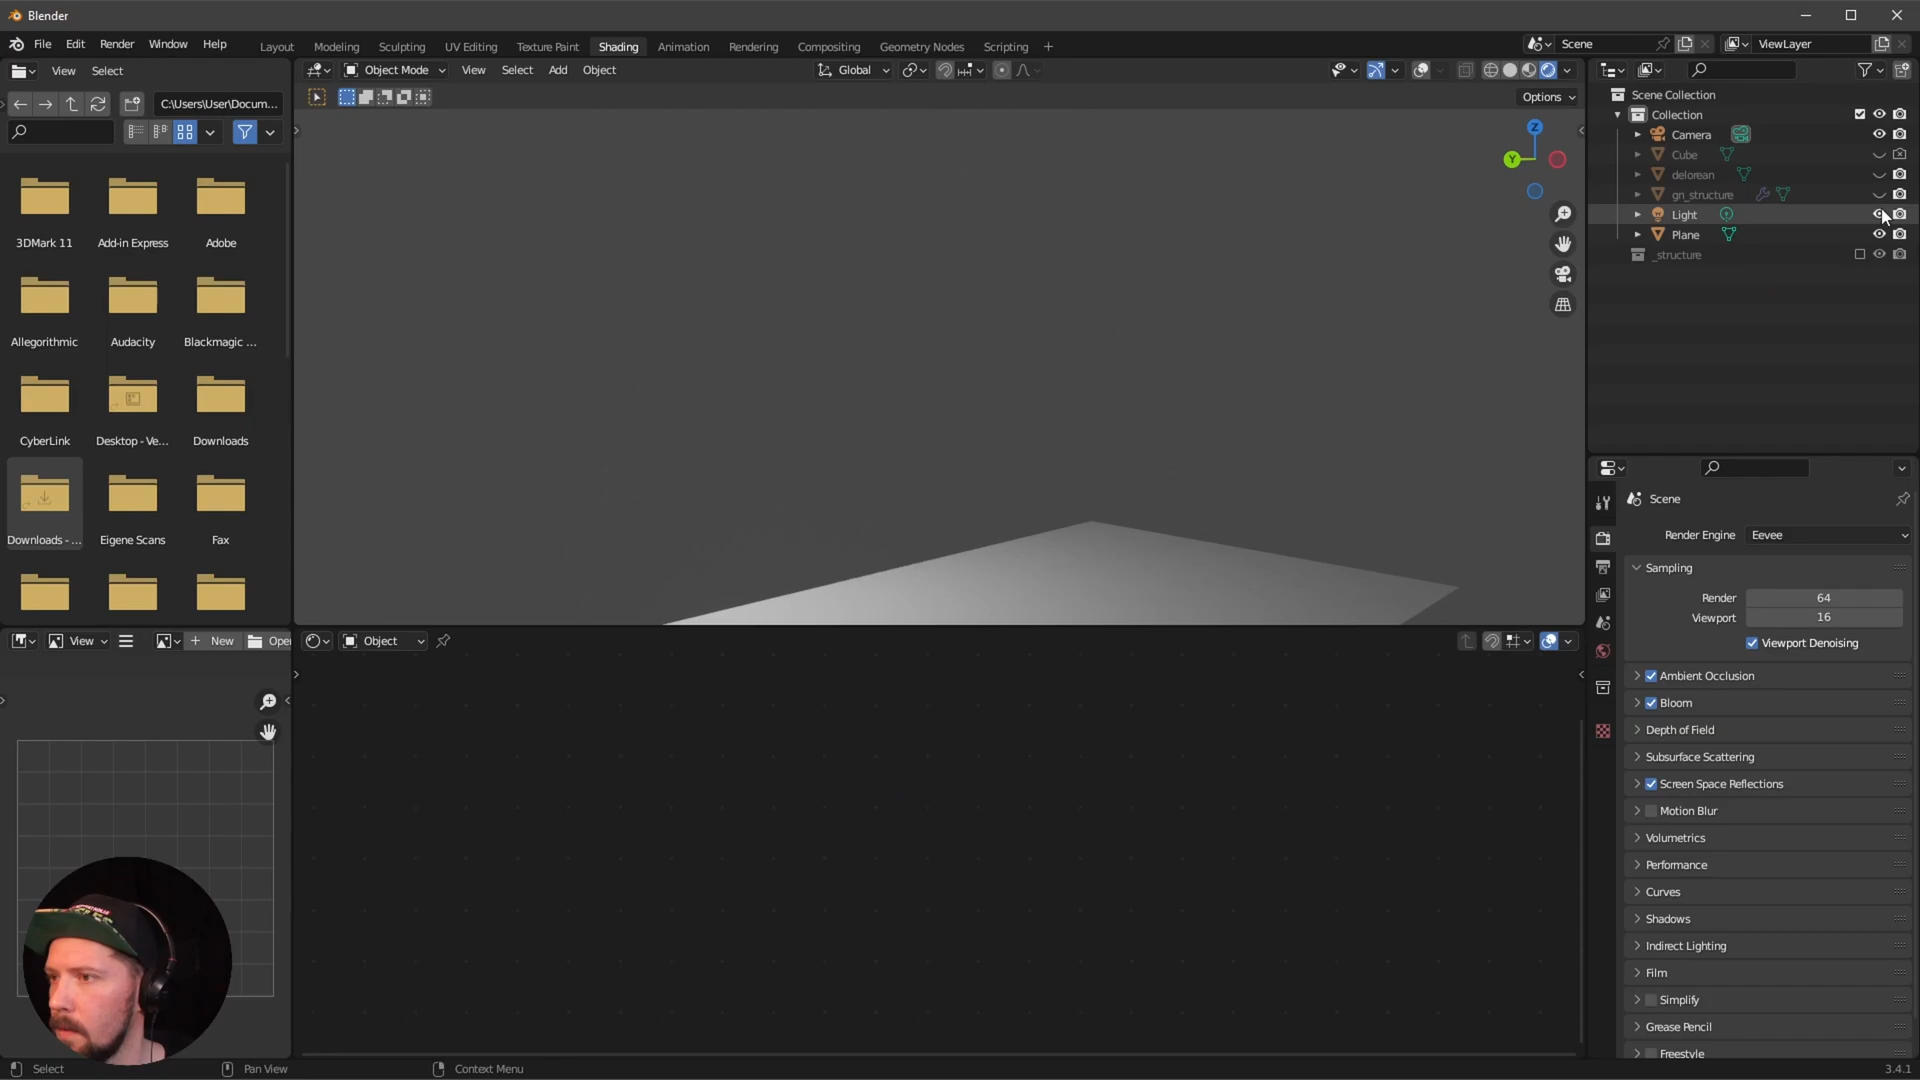 Blender
File Edit Render Window Help
Layout Modeling Sculpting UV Editing Texture Paint Shading Animation Rendering Compositing Geometry Nodes Scripting +
Scene
ViewLayer
View Select
C:\Users\User\Docum...
3DMark 11
Add-in Express
Adobe
Allegorithmic
Audacity
Blackmagic ...
CyberLink
Desktop - Ve...
Downloads
Downloads - ...
Eigene Scans
Fax
Object Mode View Select Add Object
Global
Options
Z
Y
Scene Collection
Collection
Camera
Cube
delorean
gn_structure
Light
Plane
_structure
View
New
Ope
Object
Scene
Render Engine Eevee
Sampling
Render 64
Viewport 16
Viewport Denoising
Ambient Occlusion
Bloom
Depth of Field
Subsurface Scattering
Screen Space Reflections
Motion Blur
Volumetrics
Performance
Curves
Shadows
Indirect Lighting
Film
Simplify
Grease Pencil
Freestyle
Select
Pan View
Context Menu
3.4.1